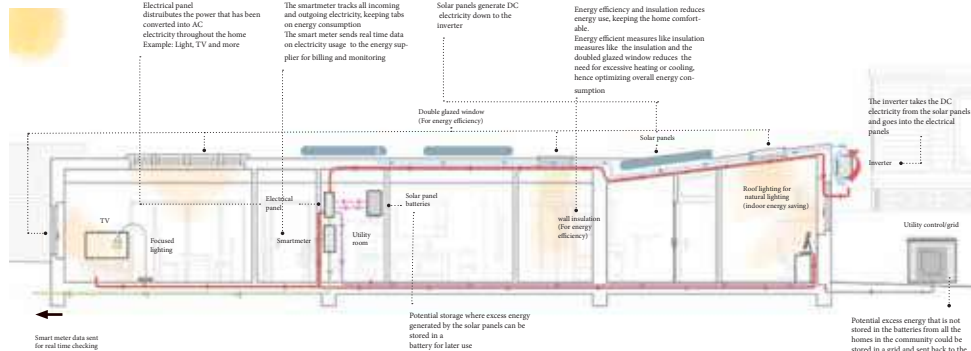 Electrical panel
distruibutes the power that has been
converted into AC
electricity throughout the home
Example: Light, TV and more
The smartmeter tracks all incoming
and outgoing electricity, keeping tabs
on energy consumption
The smart meter sends real time data
on electricity usage to the energy sup-
plier for billing and monitoring
Solar panels generate DC
electricity down to the
inverter
Energy efficiency and insulation reduces
energy use, keeping the home comfort-
able.
Energy efficient measures like insulation
measures like the insulation and the
doubled glazed window reduces the
need for excessive heating or cooling,
hence optimizing overall energy con-
sumption
The inverter takes the DC
electricity from the solar panels
and goes into the electrical
panels
Double glazed window
(For energy efficiency)
Solar panels
Inverter
Electrical
panel
Solar panel
batteries
Roof lighting for
natural lighting
(indoor energy saving)
TV
Focused
lighting
Smartmeter
Utility
room
wall insulation
(For energy
efficiency)
Utility control/grid
Smart meter data sent
for real time checking
Potential storage where excess energy
generated by the solar panels can be
stored in a
battery for later use
Potential excess energy that is not
stored in the batteries from all the
homes in the community could be
stored in a grid and sent back to the